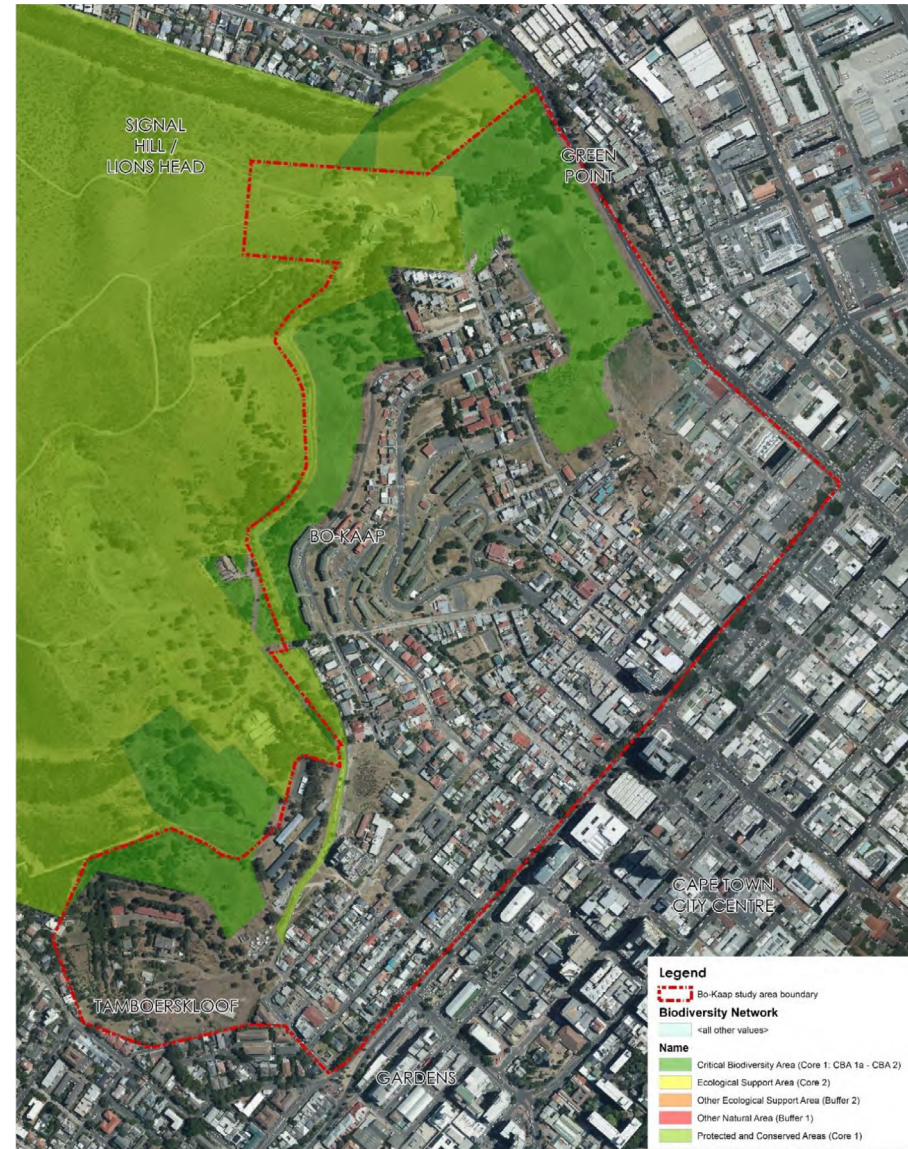 SIGNAL
HILL /
LIONS HEAD
GREEN
POINT
BO-KAAP
CAPE TOWN
CITY CENTRE
TAMBOERSKLOOF
GARDENS
Legend
Bo-Kaap study area boundary
Biodiversity Network
<all other values>
Name
Critical Biodiversity Area (Core 1: CBA 1a - CBA 2)
Ecological Support Area (Core 2)
Other Ecological Support Area (Buffer 2)
Other Natural Area (Buffer 1)
Protected and Conserved Areas (Core 1)